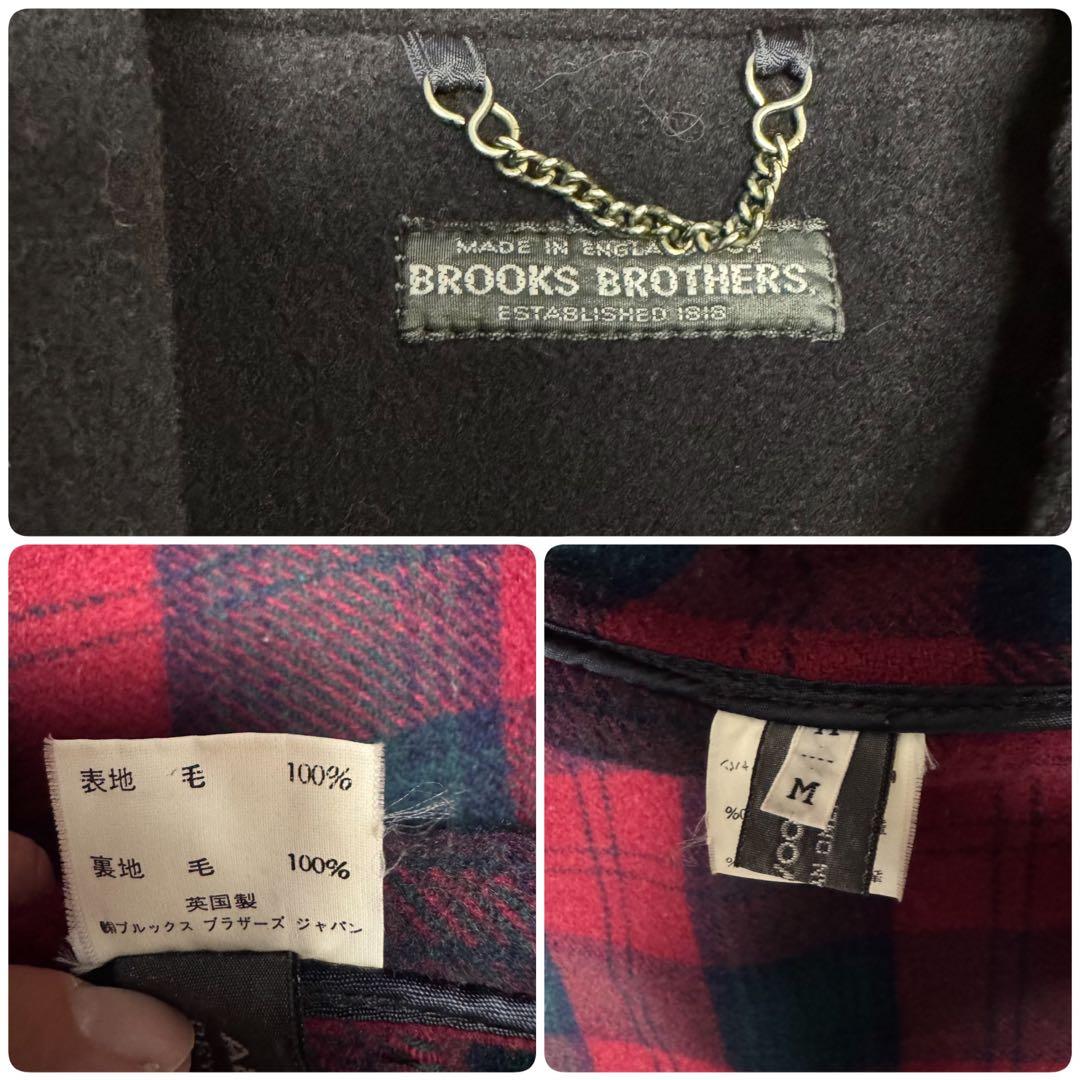 MADE IN ENGLAND FOR
BROOKS BROTHERS,
ESTABLISHED 1818
表地 毛 100%
裏地 毛 100%
英国製
㈱ブルックス ブラザーズ ジャパン
M